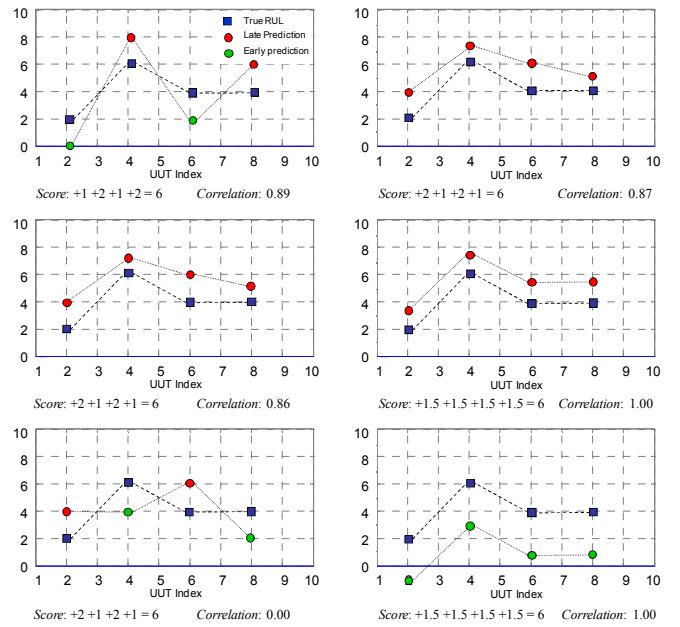 10
8
6
4
2
0
True RUL
Late Prediction
Early prediction
1 2 3 4 5 6 7 8 9 10
UUT Index
Score: +1 +2 +1 +2 = 6 Correlation: 0.89
10
8
6
4
2
0
1 2 3 4 5 6 7 8 9 10
UUT Index
Score: +2 +1 +2 +1 = 6 Correlation: 0.87
10
8
6
4
2
0
1 2 3 4 5 6 7 8 9 10
UUT Index
Score: +2 +1 +2 +1 = 6 Correlation: 0.86
10
8
6
4
2
0
1 2 3 4 5 6 7 8 9 10
UUT Index
Score: +1.5 +1.5 +1.5 +1.5 = 6 Correlation: 1.00
10
8
6
4
2
0
1 2 3 4 5 6 7 8 9 10
UUT Index
Score: +2 +1 +2 +1 = 6 Correlation: 0.00
10
8
6
4
2
0
1 2 3 4 5 6 7 8 9 10
UUT Index
Score: +1.5 +1.5 +1.5 +1.5 = 6 Correlation: 1.00